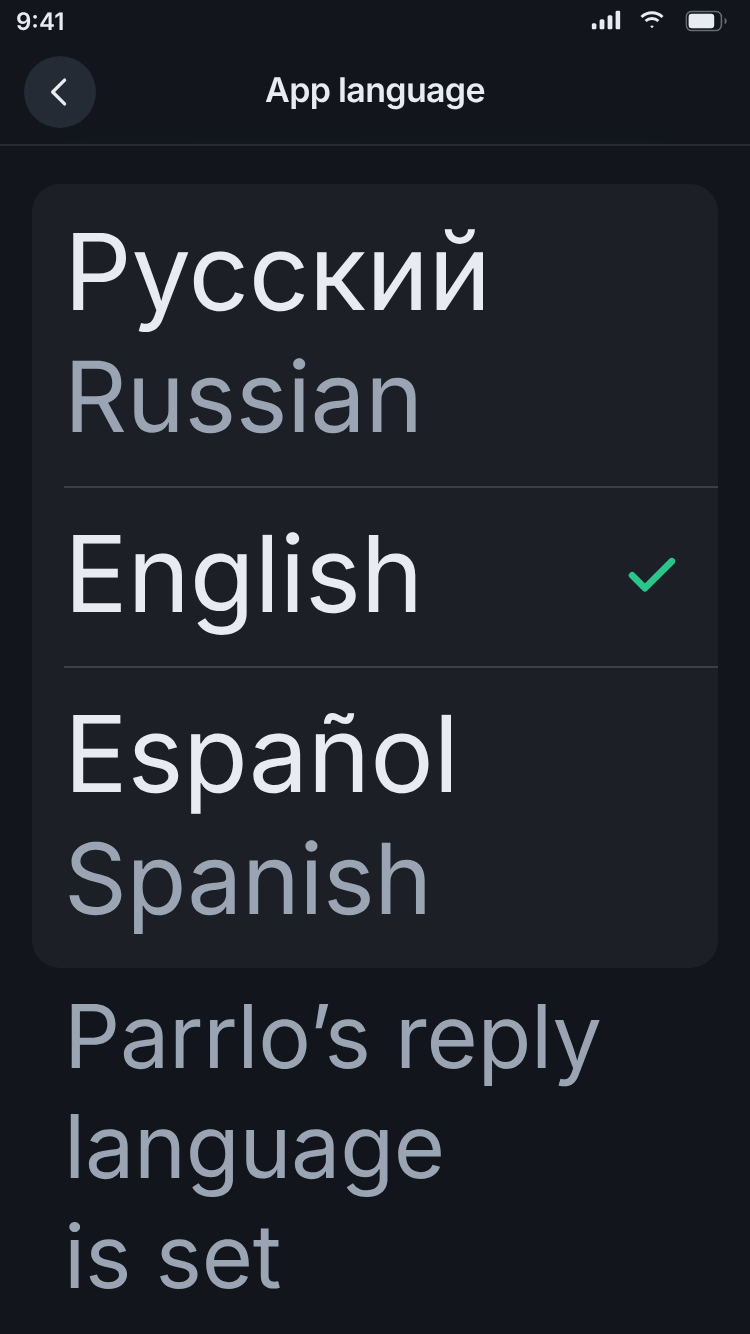 9:41
App language
Русский
Russian
English
Español
Spanish
Parrlo’s reply
language
is set